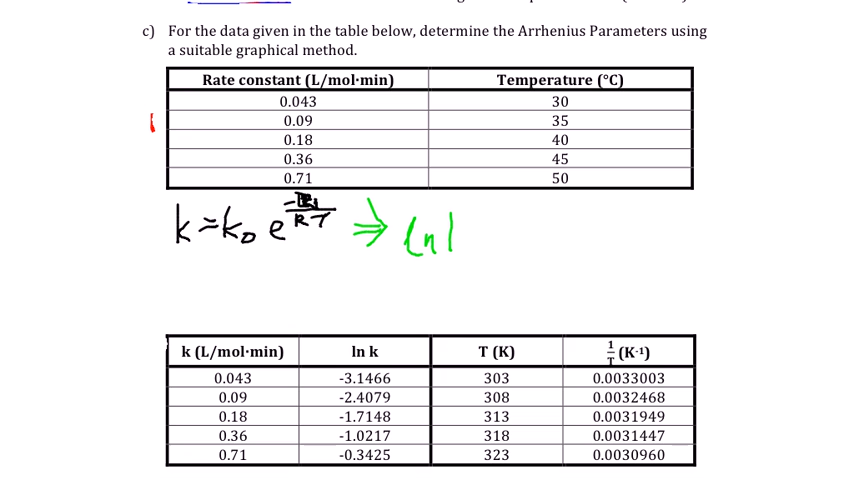 c) For the data given in the table below, determine the Arrhenius Parameters using
a suitable graphical method.
Rate constant (L/mol·min) Temperature (°C)
0.043 30
0.09 35
0.18 40
0.36 45
0.71 50
k = k₀ e ⇒ ln
k (L/mol·min) ln k T (K) 1/T (K⁻¹)
0.043 -3.1466 303 0.0033003
0.09 -2.4079 308 0.0032468
0.18 -1.7148 313 0.0031949
0.36 -1.0217 318 0.0031447
0.71 -0.3425 323 0.0030960